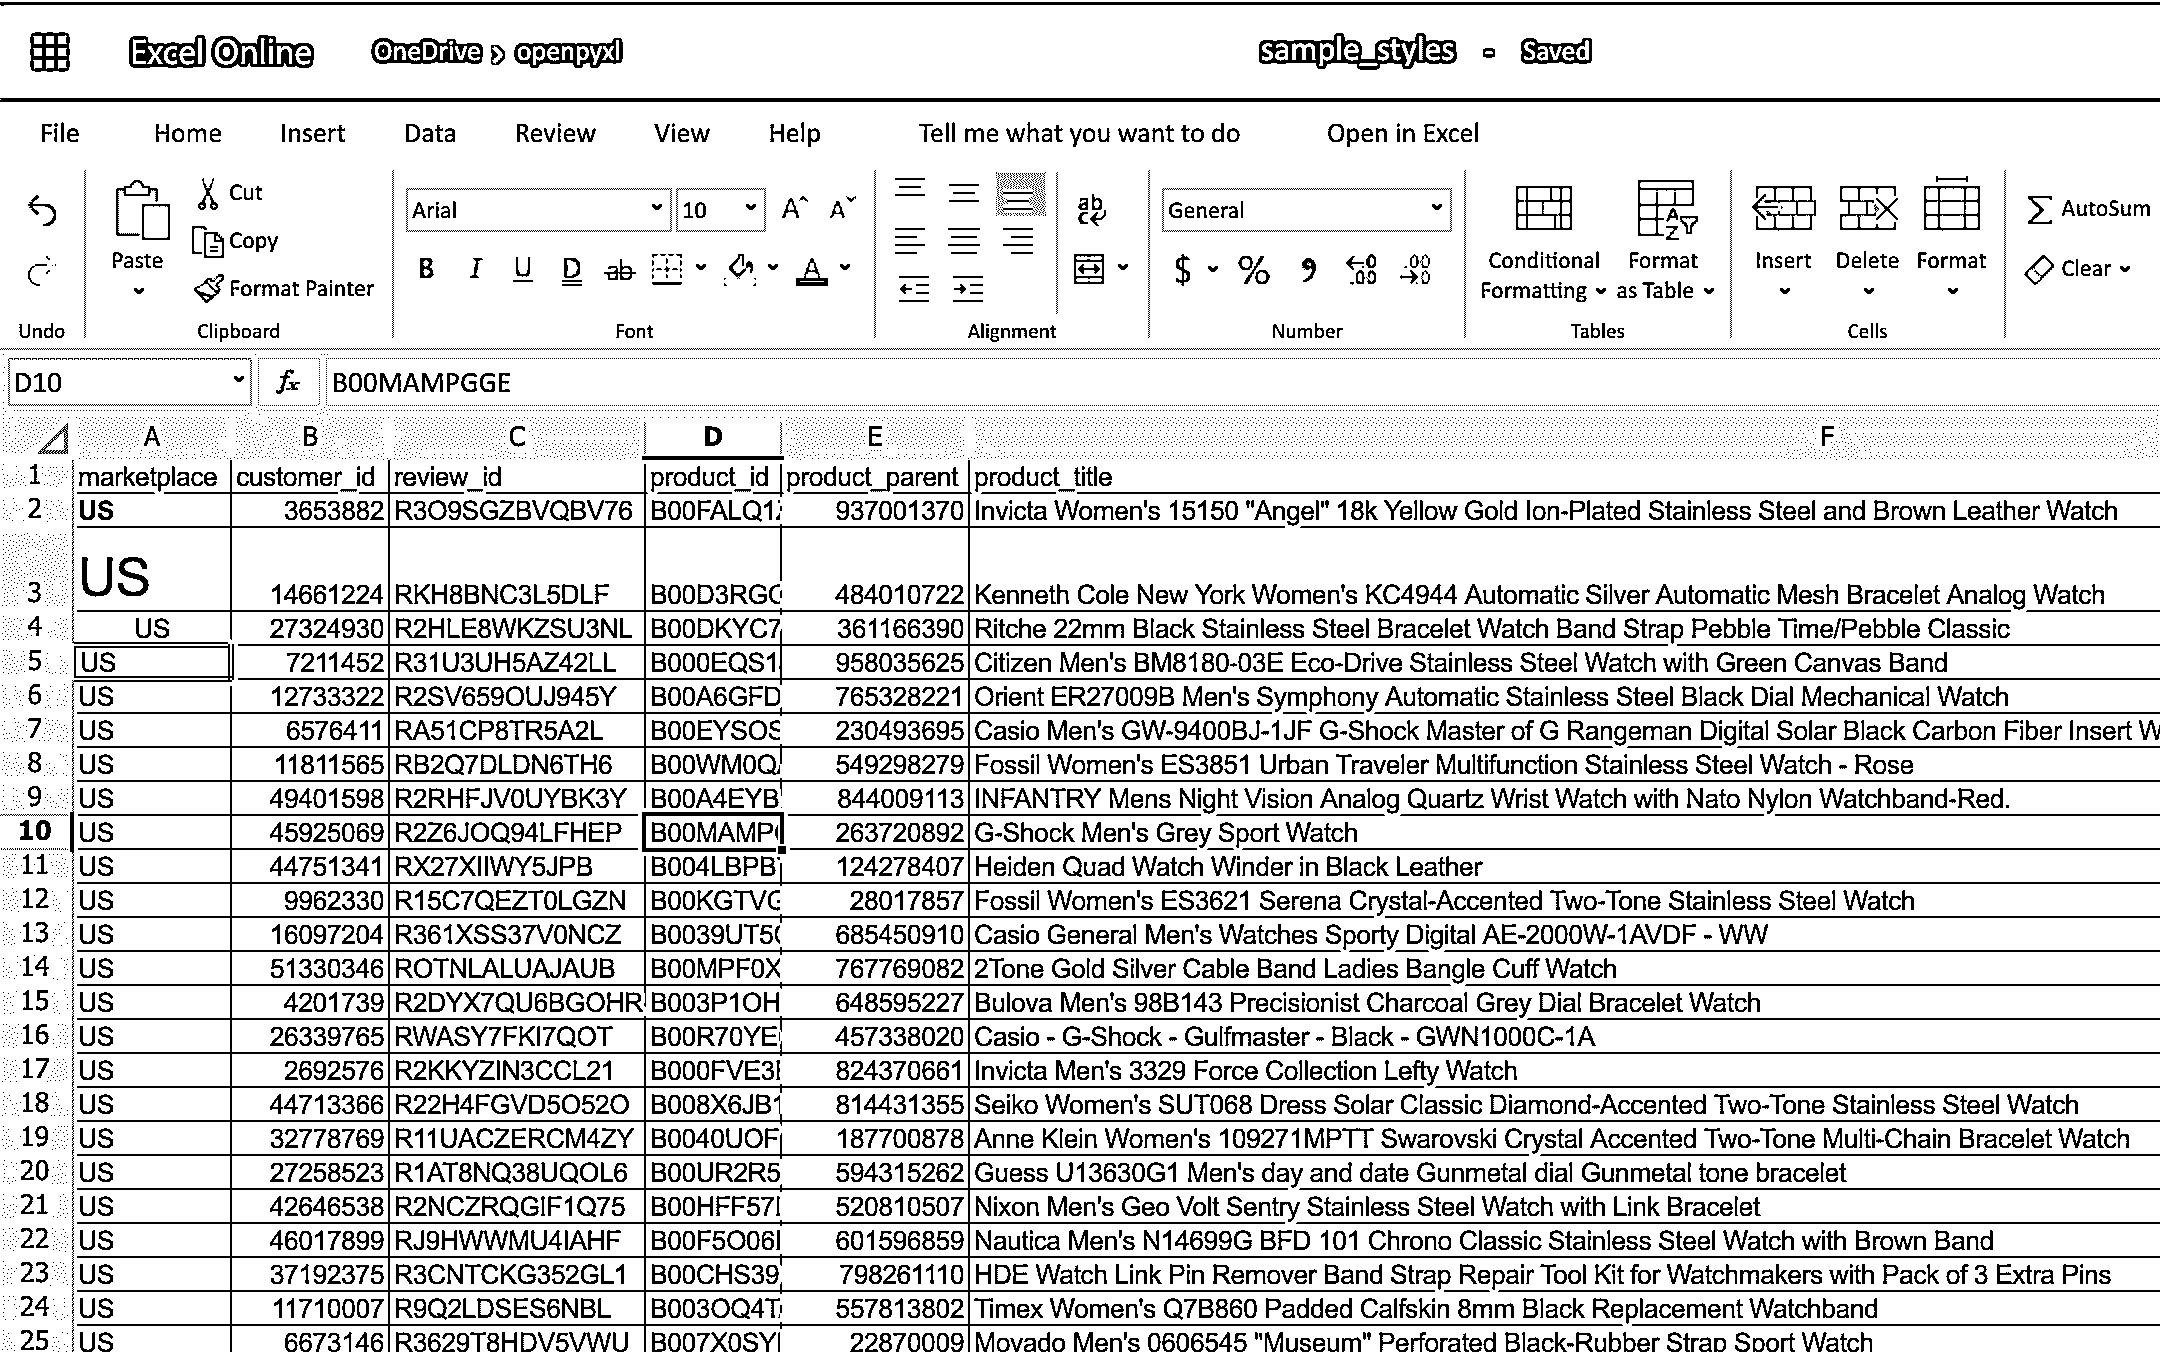 Excel Online OneDrive > openpyxl sample_styles - Saved
File Home Insert Data Review View Help Tell me what you want to do Open in Excel
Cut
Arial 10 A A ab General AutoSum
Copy
Paste B I U D ab A $ % Conditional Format Insert Delete Format Clear
Format Painter Formatting as Table
Undo Clipboard Font Alignment Number Tables Cells
D10 fx B00MAMPGGE
A B C D E F
1 marketplace customer_id review_id product_id product_parent product_title
2 US 3653882 R3O9SGZBVQBV76 B00FALQ1 937001370 Invicta Women's 15150 "Angel" 18k Yellow Gold Ion-Plated Stainless Steel and Brown Leather Watch
3 US 14661224 RKH8BNC3L5DLF B00D3RG 484010722 Kenneth Cole New York Women's KC4944 Automatic Silver Automatic Mesh Bracelet Analog Watch
4 US 27324930 R2HLE8WKZSU3NL B00DKYC7 361166390 Ritche 22mm Black Stainless Steel Bracelet Watch Band Strap Pebble Time/Pebble Classic
5 US 7211452 R31U3UH5AZ42LL B000EQS1 958035625 Citizen Men's BM8180-03E Eco-Drive Stainless Steel Watch with Green Canvas Band
6 US 12733322 R2SV659OUJ945Y B00A6GFD 765328221 Orient ER27009B Men's Symphony Automatic Stainless Steel Black Dial Mechanical Watch
7 US 6576411 RA51CP8TR5A2L B00EYSOS 230493695 Casio Men's GW-9400BJ-1JF G-Shock Master of G Rangeman Digital Solar Black Carbon Fiber Insert W
8 US 11811565 RB2Q7DLDN6TH6 B00WM0Q 549298279 Fossil Women's ES3851 Urban Traveler Multifunction Stainless Steel Watch - Rose
9 US 49401598 R2RHFJV0UYBK3Y B00A4EYB 844009113 INFANTRY Mens Night Vision Analog Quartz Wrist Watch with Nato Nylon Watchband-Red.
10 US 45925069 R2Z6JOQ94LFHEP B00MAMP 263720892 G-Shock Men's Grey Sport Watch
11 US 44751341 RX27XIIWY5JPB B004LBPB 124278407 Heiden Quad Watch Winder in Black Leather
12 US 9962330 R15C7QEZT0LGZN B00KGTV 28017857 Fossil Women's ES3621 Serena Crystal-Accented Two-Tone Stainless Steel Watch
13 US 16097204 R361XSS37V0NCZ B0039UT5 685450910 Casio General Men's Watches Sporty Digital AE-2000W-1AVDF - WW
14 US 51330346 ROTNLALUAJAUB B00MPF0X 767769082 2Tone Gold Silver Cable Band Ladies Bangle Cuff Watch
15 US 4201739 R2DYX7QU6BGOHR B003P1OH 648595227 Bulova Men's 98B143 Precisionist Charcoal Grey Dial Bracelet Watch
16 US 26339765 RWASY7FKI7QOT B00R70YE 457338020 Casio - G-Shock - Gulfmaster - Black - GWN1000C-1A
17 US 2692576 R2KKYZIN3CCL21 B000FVE3 824370661 Invicta Men's 3329 Force Collection Lefty Watch
18 US 44713366 R22H4FGVD5O52O B008X6JB 814431355 Seiko Women's SUT068 Dress Solar Classic Diamond-Accented Two-Tone Stainless Steel Watch
19 US 32778769 R11UACZERCM4ZY B0040UOF 187700878 Anne Klein Women's 109271MPTT Swarovski Crystal Accented Two-Tone Multi-Chain Bracelet Watch
20 US 27258523 R1AT8NQ38UQOL6 B00UR2R5 594315262 Guess U13630G1 Men's day and date Gunmetal dial Gunmetal tone bracelet
21 US 42646538 R2NCZRQGIF1Q75 B00HFF57 520810507 Nixon Men's Geo Volt Sentry Stainless Steel Watch with Link Bracelet
22 US 46017899 RJ9HWWMU4IAHF B00F5O06 601596859 Nautica Men's N14699G BFD 101 Chrono Classic Stainless Steel Watch with Brown Band
23 US 37192375 R3CNTCKG352GL1 B00CHS39 798261110 HDE Watch Link Pin Remover Band Strap Repair Tool Kit for Watchmakers with Pack of 3 Extra Pins
24 US 11710007 R9Q2LDSES6NBL B003OQ4T 557813802 Timex Women's Q7B860 Padded Calfskin 8mm Black Replacement Watchband
25 US 6673146 R3629T8HDV5VWU B007X0SY 22870009 Movado Men's 0606545 "Museum" Perforated Black-Rubber Strap Sport Watch